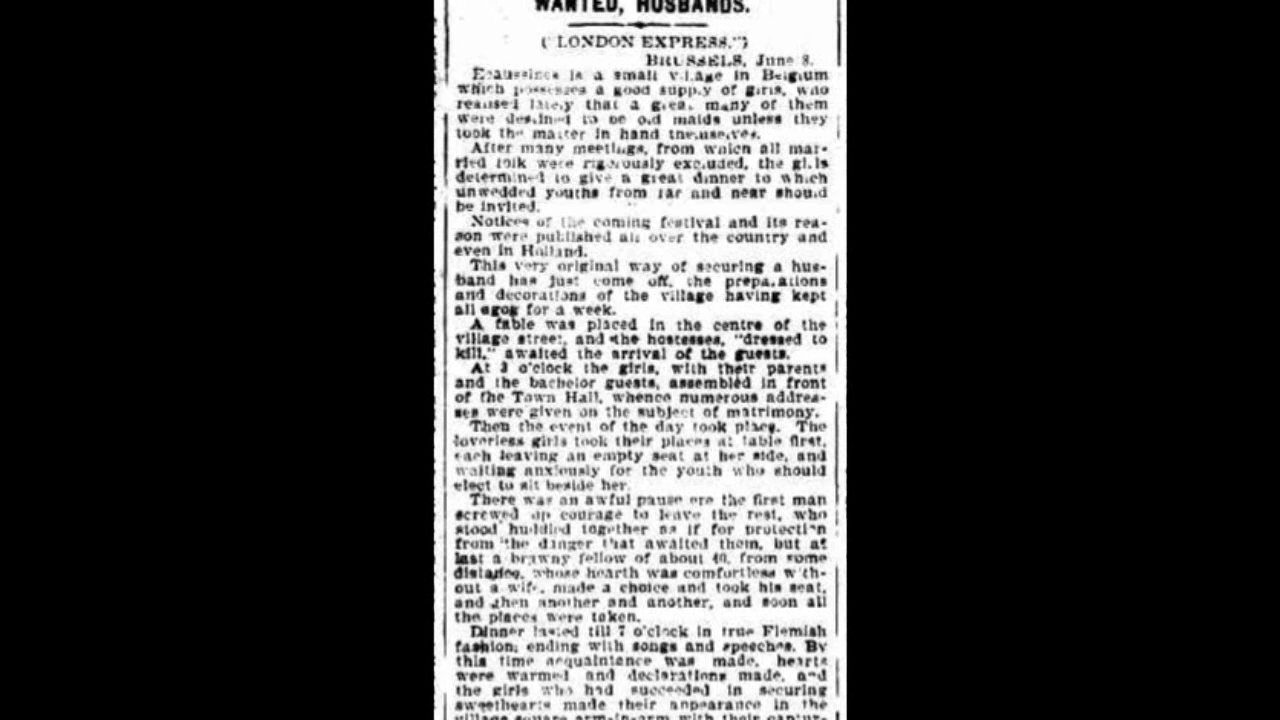 WANTED, HUSBANDS.
("LONDON EXPRESS.")
BRUSSELS, June 8.
Ecaussines is a small village in Belgium
which possesses a good supply of girls, who
realised lately that a great many of them
were destined to be old maids unless they
took the matter in hand themselves.
After many meetings, from which all mar-
ried folk were rigorously excluded, the girls
determined to give a great dinner to which
unwedded youths from far and near should
be invited.
Notices of the coming festival and its rea-
son were published all over the country and
even in Holland.
This very original way of securing a hus-
band has just come off, the preparations
and decorations of the village having kept
all agog for a week.
A table was placed in the centre of the
village street, and the hostesses, "dressed to
kill," awaited the arrival of the guests.
At 3 o'clock the girls, with their parents
and the bachelor guests, assembled in front
of the Town Hall, whence numerous addres-
ses were given on the subject of matrimony.
Then the event of the day took place. The
loverless girls took their places at table first,
each leaving an empty seat at her side, and
waiting anxiously for the youth who should
elect to sit beside her.
There was an awful pause ere the first man
screwed up courage to leave the rest, who
stood huddled together as if for protection
from the danger that awaited them, but at
last a brawny fellow of about 40, from some
distance, whose hearth was comfortless with-
out a wife, made a choice and took his seat,
and then another and another, and soon all
the places were taken.
Dinner lasted till 7 o'clock in true Flemish
fashion, ending with songs and speeches. By
this time acquaintance was made, hearts
were warmed and declarations made, and
the girls who had succeeded in securing
sweethearts made their appearance in the
village square arm-in-arm with their captur-